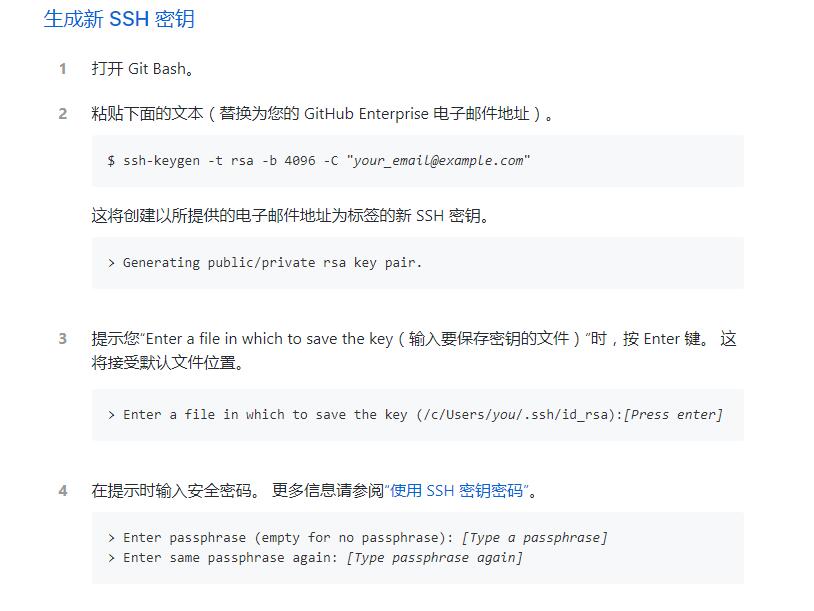 生成新 SSH 密钥
1 打开 Git Bash。
2 粘贴下面的文本（替换为您的 GitHub Enterprise 电子邮件地址）。
$ ssh-keygen -t rsa -b 4096 -C "your_email@example.com"
这将创建以所提供的电子邮件地址为标签的新 SSH 密钥。
> Generating public/private rsa key pair.
3 提示您“Enter a file in which to save the key（输入要保存密钥的文件）”时，按 Enter 键。 这
将接受默认文件位置。
> Enter a file in which to save the key (/c/Users/you/.ssh/id_rsa):[Press enter]
4 在提示时输入安全密码。 更多信息请参阅“使用 SSH 密钥密码”。
> Enter passphrase (empty for no passphrase): [Type a passphrase]
> Enter same passphrase again: [Type passphrase again]